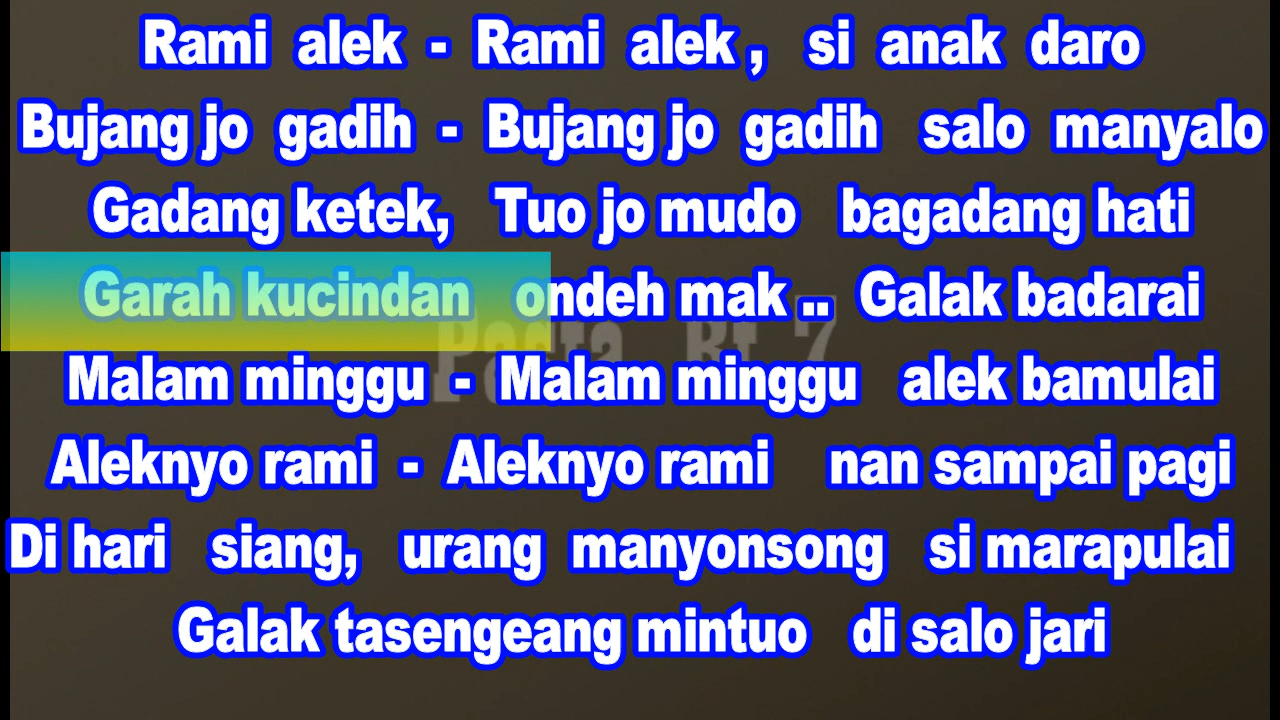 Rami alek - Rami alek , si anak daro
Bujang jo gadih - Bujang jo gadih salo manyalo
Gadang ketek, Tuo jo mudo bagadang hati
Garah kucindan ondeh mak .. Galak badarai
Malam minggu - Malam minggu alek bamulai
Aleknyo rami - Aleknyo rami nan sampai pagi
Di hari siang, urang manyonsong si marapulai
Galak tasengeang mintuo di salo jari